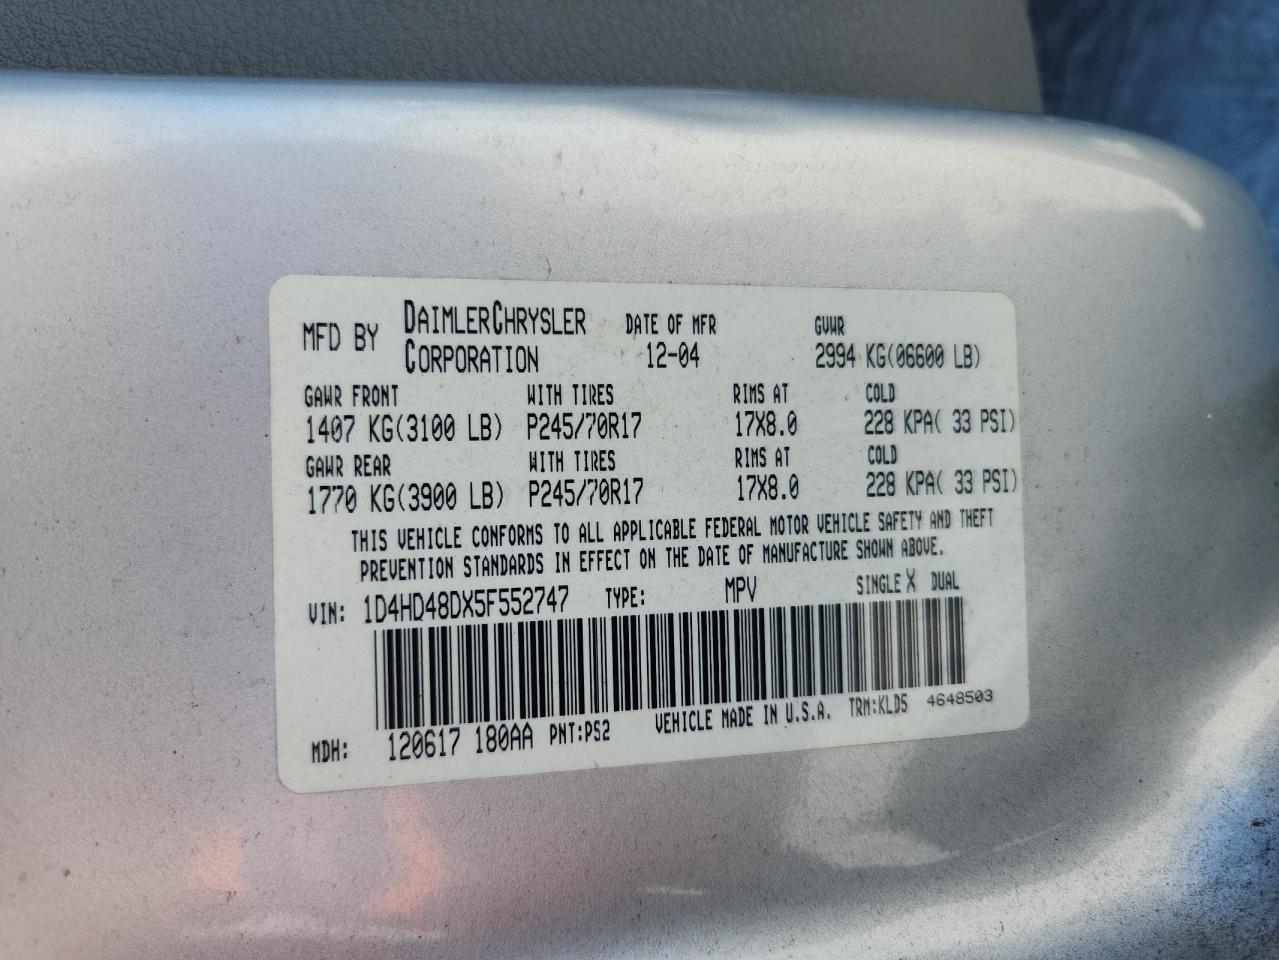 MFD BY DAIMLERCHRYSLER CORPORATION DATE OF MFR 12-04 GVWR 2994 KG(06600 LB)
GAWR FRONT WITH TIRES RIMS AT COLD
1407 KG(3100 LB) P245/70R17 17X8.0 228 KPA( 33 PSI)
GAWR REAR WITH TIRES RIMS AT COLD
1770 KG(3900 LB) P245/70R17 17X8.0 228 KPA( 33 PSI)
THIS VEHICLE CONFORMS TO ALL APPLICABLE FEDERAL MOTOR VEHICLE SAFETY AND THEFT
PREVENTION STANDARDS IN EFFECT ON THE DATE OF MANUFACTURE SHOWN ABOVE.
VIN: 1D4HD48DX5F552747 TYPE: MPV SINGLE X DUAL
MDH: 120617 180AA PNT:PS2 VEHICLE MADE IN U.S.A. TRM:KLD5 4648503